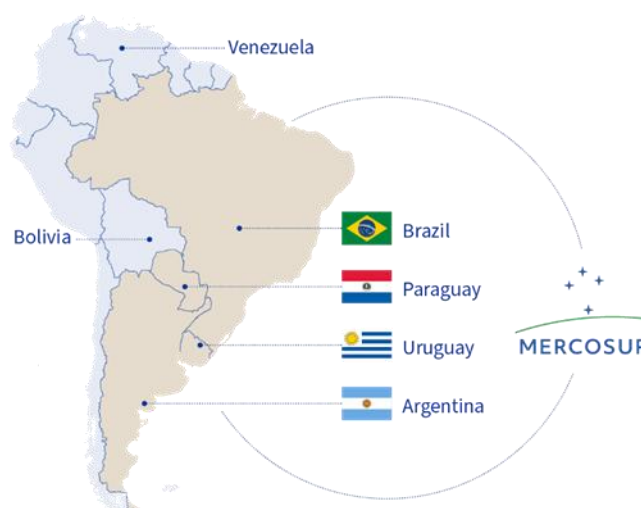 Venezuela
Bolivia
Brazil
Paraguay
Uruguay
MERCOSUR
Argentina